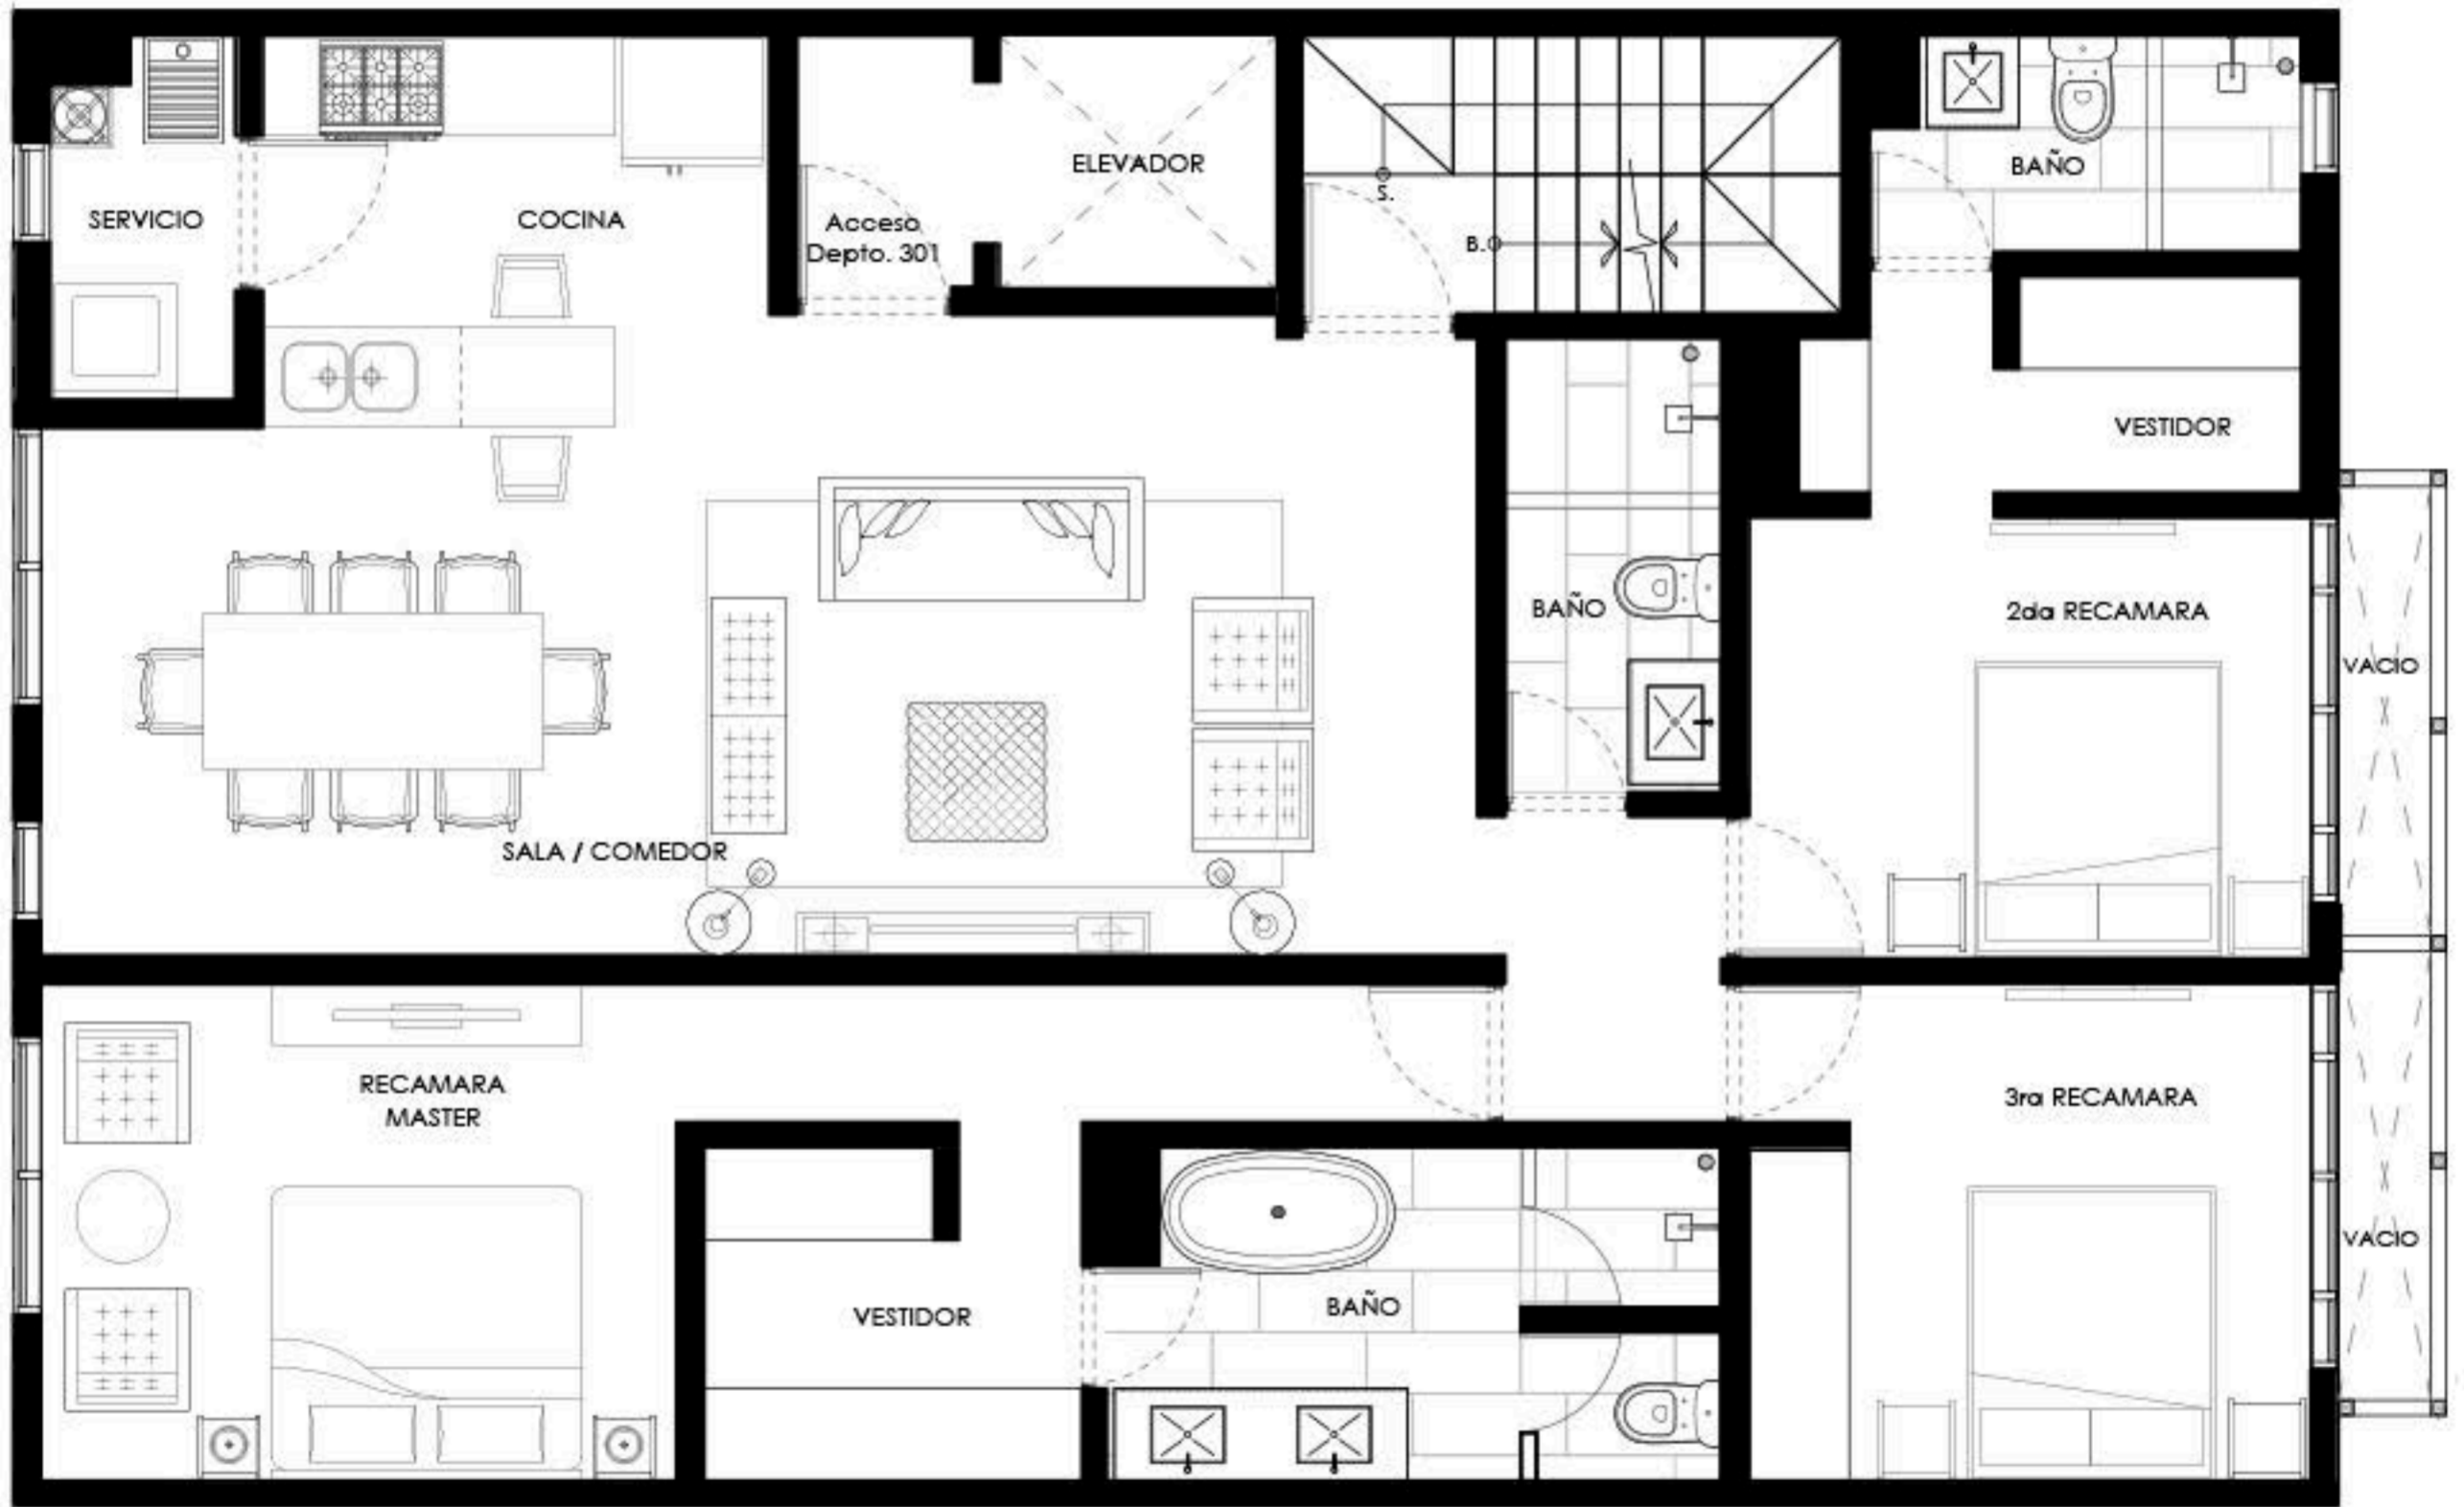 ELEVADOR
BAÑO
SERVICIO
COCINA
Acceso
Depto. 301
S.
B.
VESTIDOR
BAÑO
2da RECAMARA
VACIO
SALA / COMEDOR
RECAMARA
MASTER
3ra RECAMARA
VACIO
VESTIDOR
BAÑO